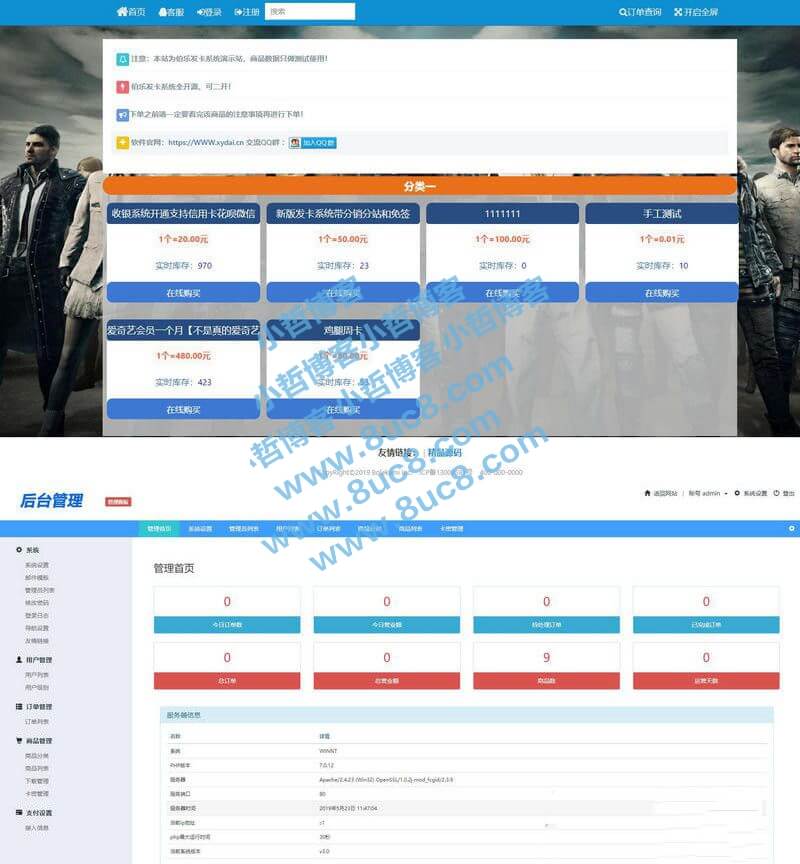 首页 客服 登录 注册 搜索 订单查询 开启全屏
注意：本站为伯乐发卡系统演示站，商品数据只做测试使用！
伯乐发卡系统全开源，可二开！
下单之前请一定要看完该商品的注意事项再进行下单！
软件官网：https://WWW.xydai.cn 交流QQ群： 加入QQ群
分类一
收银系统开通支持信用卡花呗微信 新版发卡系统带分销分站和免签 1111111 手工测试
1个=20.00元 1个=50.00元 1个=100.00元 1个=0.01元
实时库存：970 实时库存：23 实时库存：0 实时库存：10
在线购买 在线购买 在线购买 在线购买
爱奇艺会员一个月【不是真的爱奇艺 鸡腿周卡
1个=480.00元
实时库存：423 实时库存：
在线购买 在线购买
小哲博客小哲博客小哲博客
小哲博客小哲博客
哲博客
www.8uc8.com
www.8uc8.com
www.8uc8.com
友情链接： | 精品源码
后台管理 管理面板 返回网站 | 账号 admin 系统设置 登出
管理首页 系统设置 管理员列表 用户列表 订单列表 商品列表 卡密管理
系统
系统设置
邮件模板
管理员列表
修改密码
登录日志
导航设置
友情链接
用户管理
用户列表
用户级别
订单管理
订单列表
商品管理
商品分类
商品列表
下载管理
卡密管理
支付设置
接入信息
管理首页
0 0 0 0
今日订单数 今日营业额 待处理订单 已完成订单
0 0 9 0
总订单 总营业额 商品数 运营天数
服务器信息
名称 详情
系统 WINNT
PHP版本 7.0.12
服务器 Apache/2.4.23 (Win32) OpenSSL/1.0.2j mod_fcgid/2.3.9
服务端口 80
服务器时间 2019年5月23日 11:47:04
当前ip地址 ::1
php最大运行时间 30秒
当前系统版本 v3.0